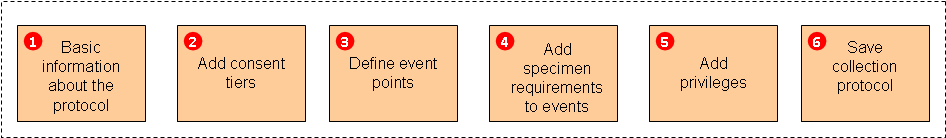 1
Basic
information
about the
protocol
2
Add consent
tiers
3
Define event
points
4
Add
specimen
requirements
to events
5
Add
privileges
6
Save
collection
protocol